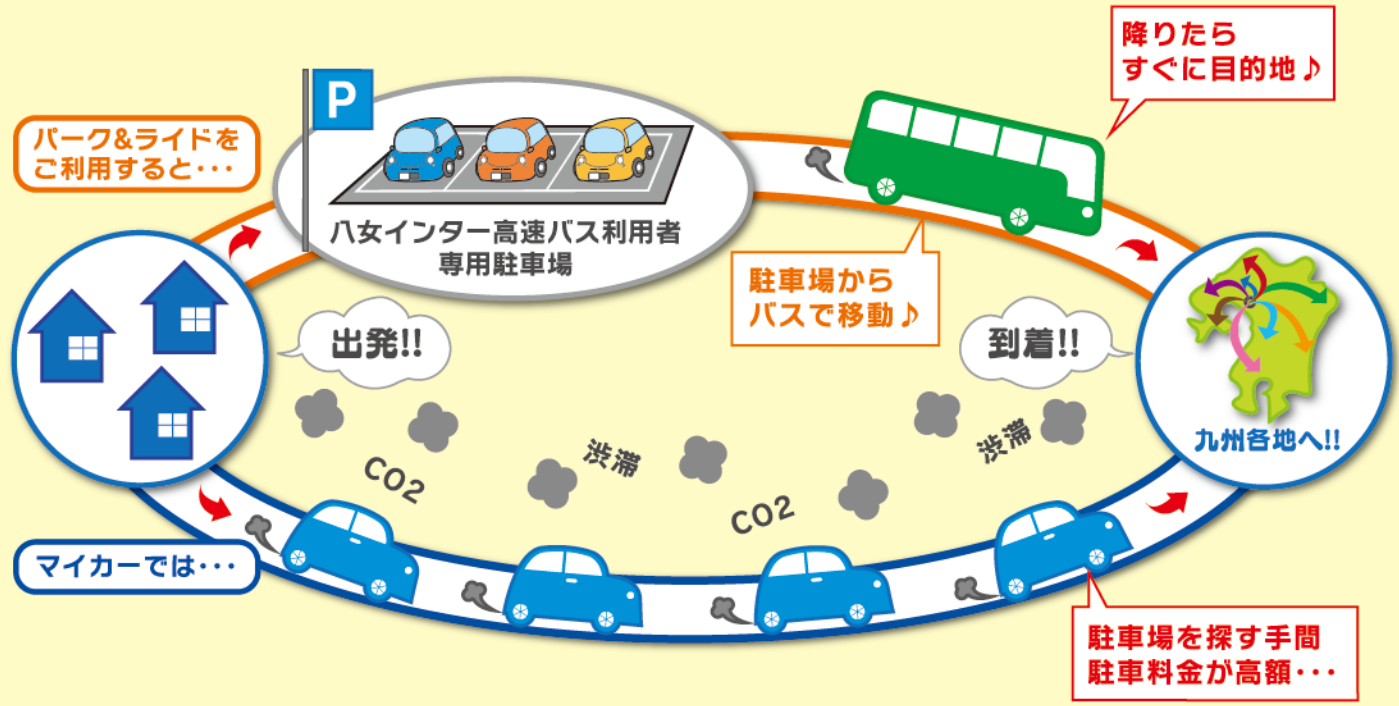 降りたら
すぐに目的地♪
P
パーク&ライドを
ご利用すると・・・
八女インター高速バス利用者
専用駐車場
駐車場から
バスで移動♪
出発!!
到着!!
九州各地へ!!
渋滞
渋滞
CO2
CO2
マイカーでは・・・
駐車場を探す手間
駐車料金が高額・・・